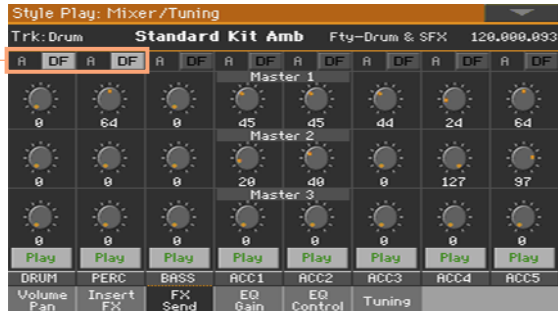 Style Play: Mixer/Tuning
Trk:Drum Standard Kit Amb Fty-Drum & SFX 120.000.093
A DF A DF A DF A DF A DF A DF A DF A DF
Master 1
0 64 0 45 45 44 24 64
Master 2
0 0 0 20 40 0 127 97
Master 3
0 0 0 0 0 0 0 0
Play Play Play Play Play Play Play Play
DRUM PERC BASS ACC1 ACC2 ACC3 ACC4 ACC5
Volume Pan Insert FX FX Send EQ Gain EQ Control Tuning